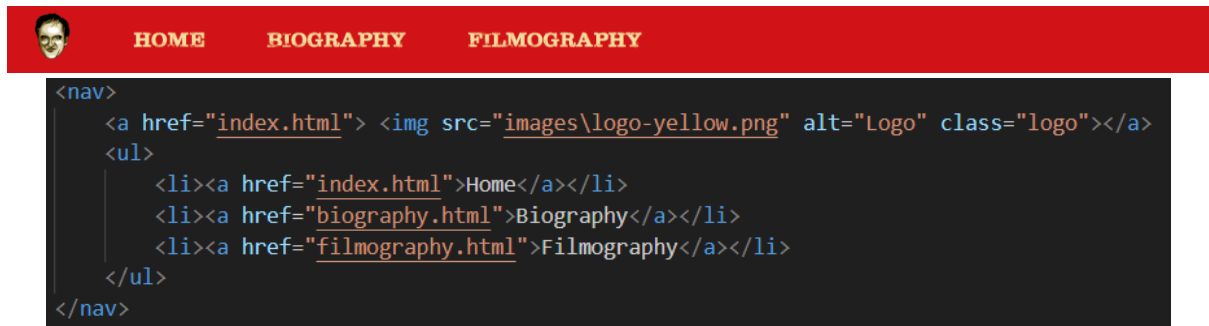 HOME BIOGRAPHY FILMOGRAPHY
<nav>
<a href="index.html"> <img src="images\logo-yellow.png" alt="Logo" class="logo"></a>
<ul>
<li><a href="index.html">Home</a></li>
<li><a href="biography.html">Biography</a></li>
<li><a href="filmography.html">Filmography</a></li>
</ul>
</nav>